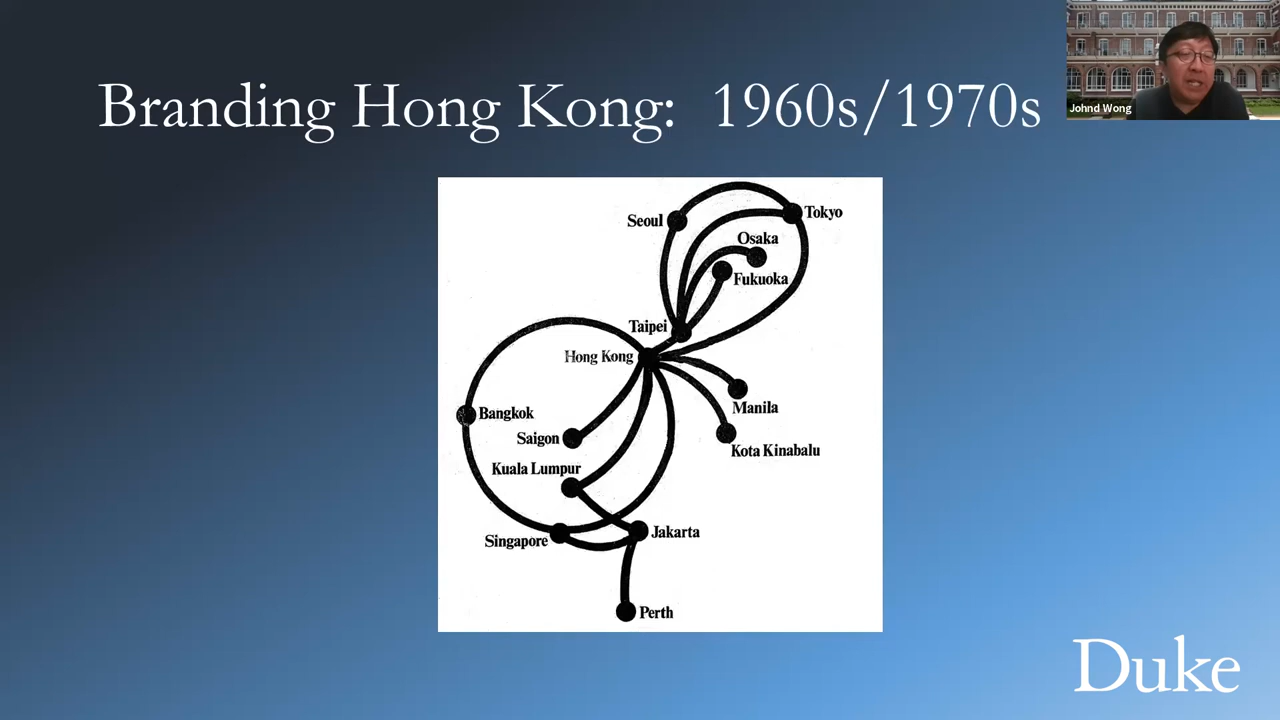 Branding Hong Kong: 1960s/1970s
Johnd Wong
Seoul
Tokyo
Osaka
Fukuoka
Taipei
Hong Kong
Bangkok
Manila
Saigon
Kota Kinabalu
Kuala Lumpur
Singapore
Jakarta
Perth
Duke